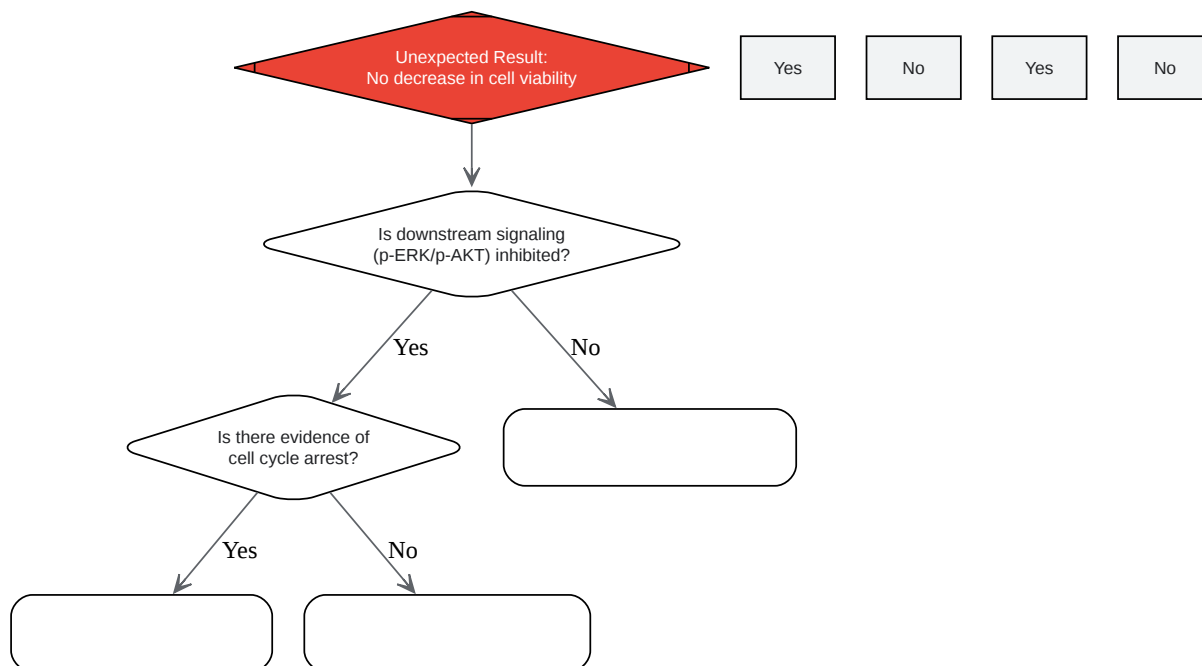 Unexpected Result:
No decrease in cell viability
Yes
No
Yes
No
Is downstream signaling
(p-ERK/p-AKT) inhibited?
Yes
No
Is there evidence of
cell cycle arrest?
Yes
No